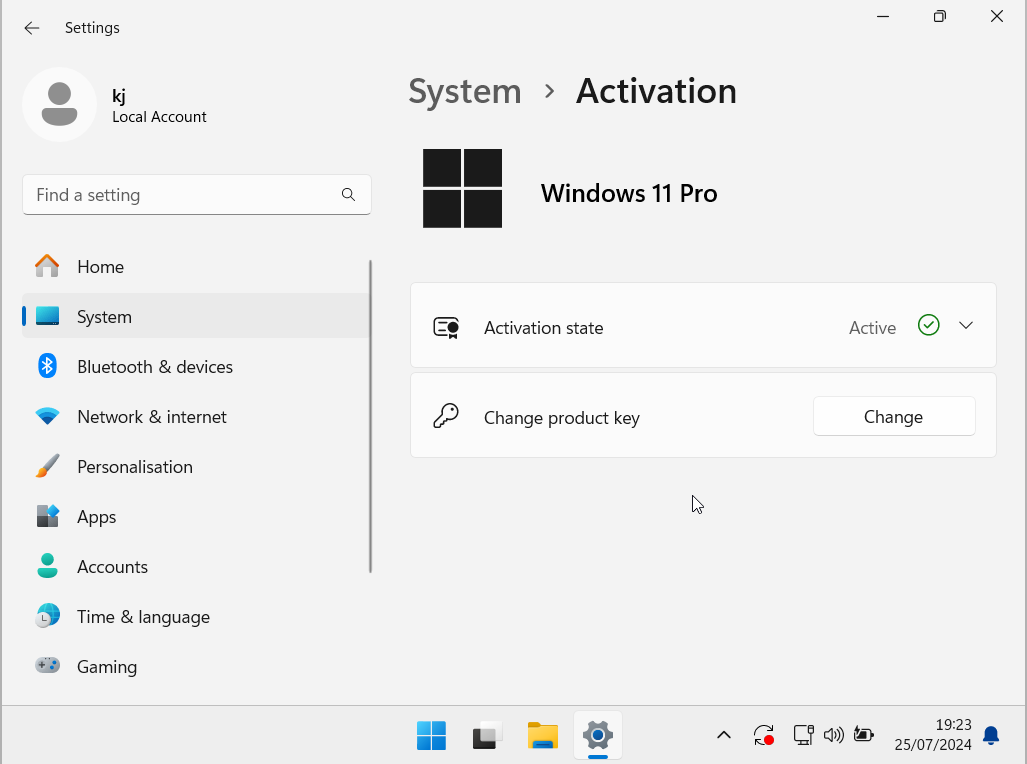 Settings
kj
Local Account
Find a setting
Home
System
Bluetooth & devices
Network & internet
Personalisation
Apps
Accounts
Time & language
Gaming
System > Activation
Windows 11 Pro
Activation state Active
Change product key Change
19:23
25/07/2024